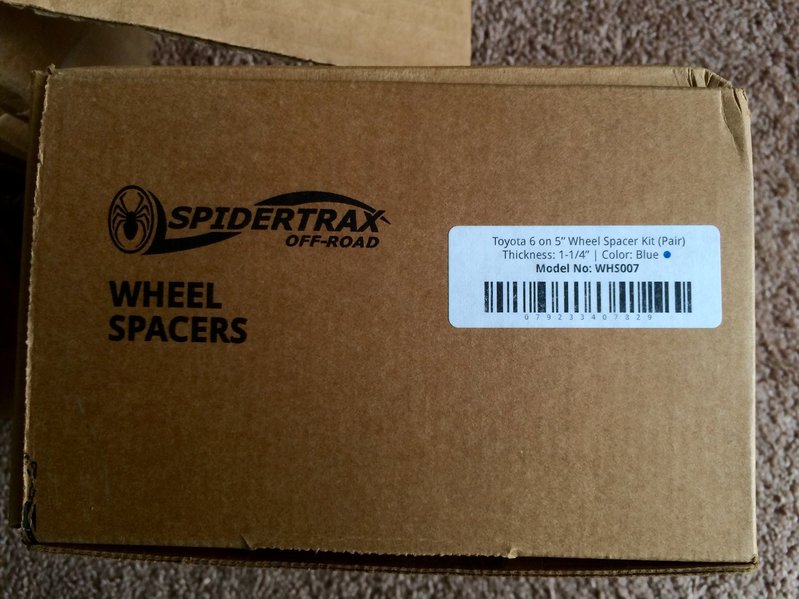 SPIDERTRAX
OFF-ROAD
WHEEL
SPACERS
Toyota 6 on 5” Wheel Spacer Kit (Pair)
Thickness: 1-1/4” | Color: Blue
Model No: WHS007
079233407829